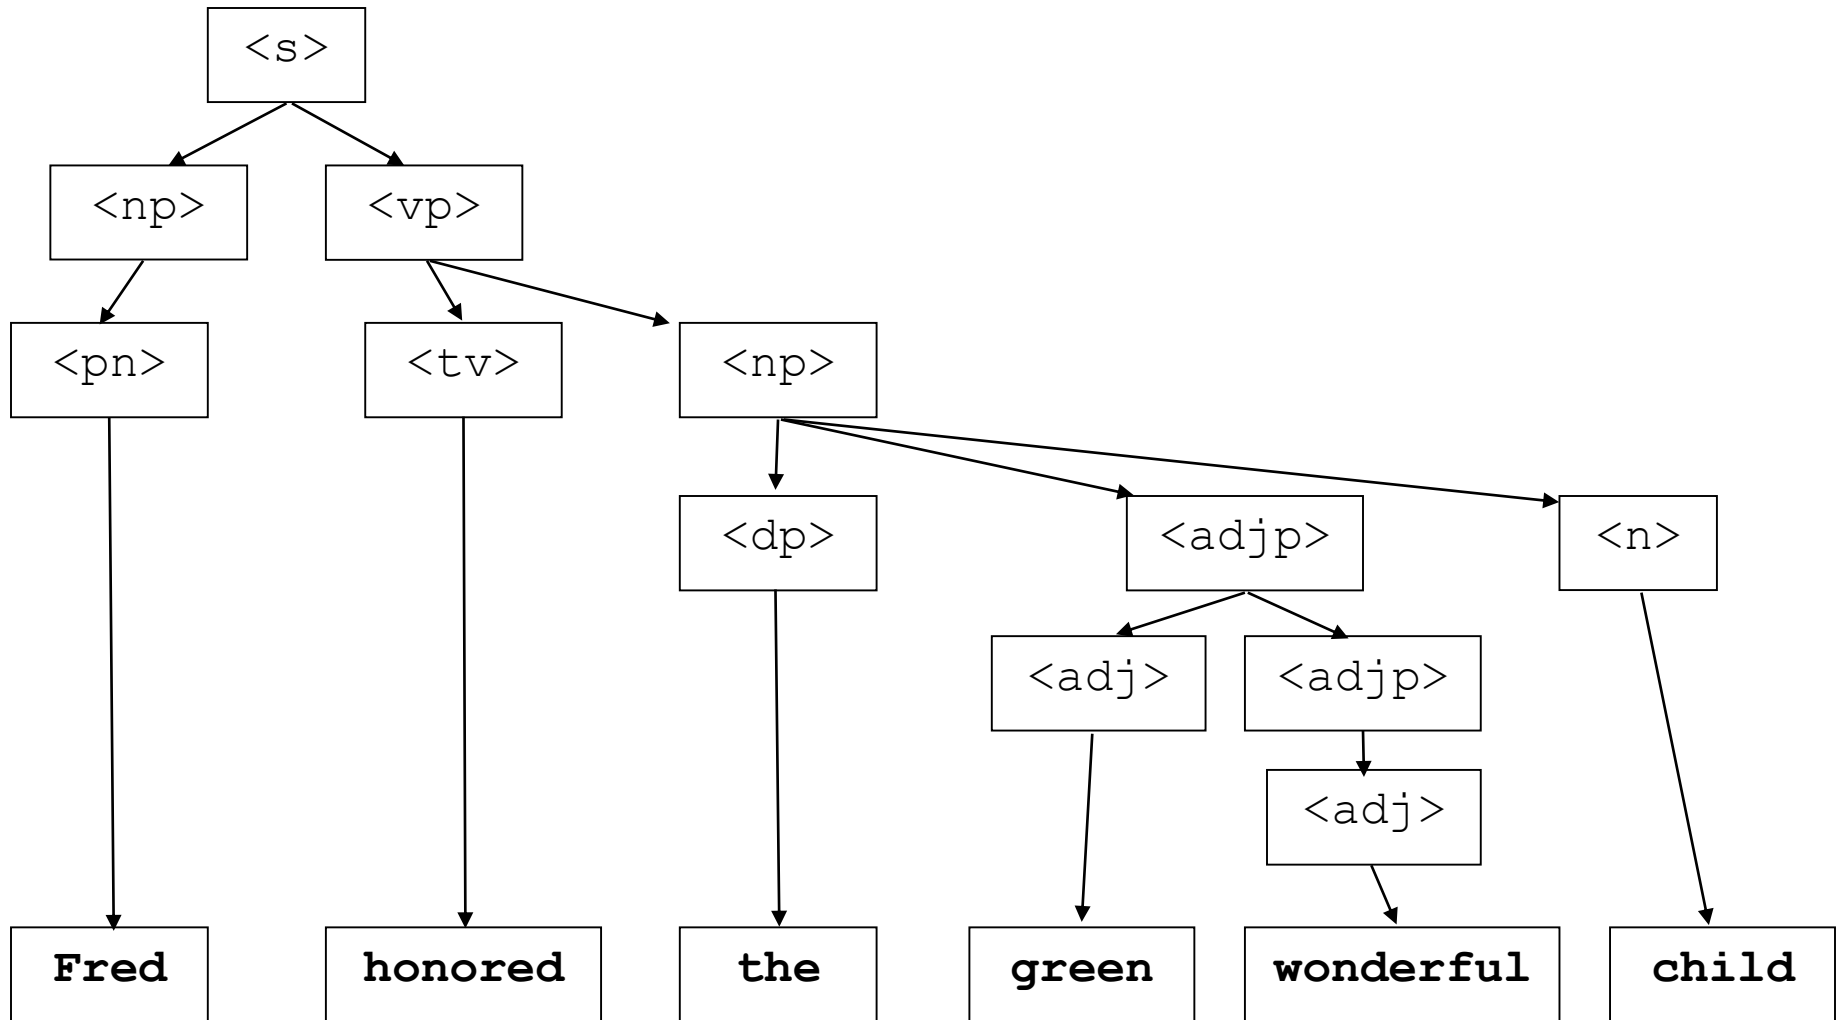 <s>
<np> <vp>
<pn> <tv> <np>
<dp> <adjp> <n>
<adj> <adjp>
<adj>
Fred honored the green wonderful child